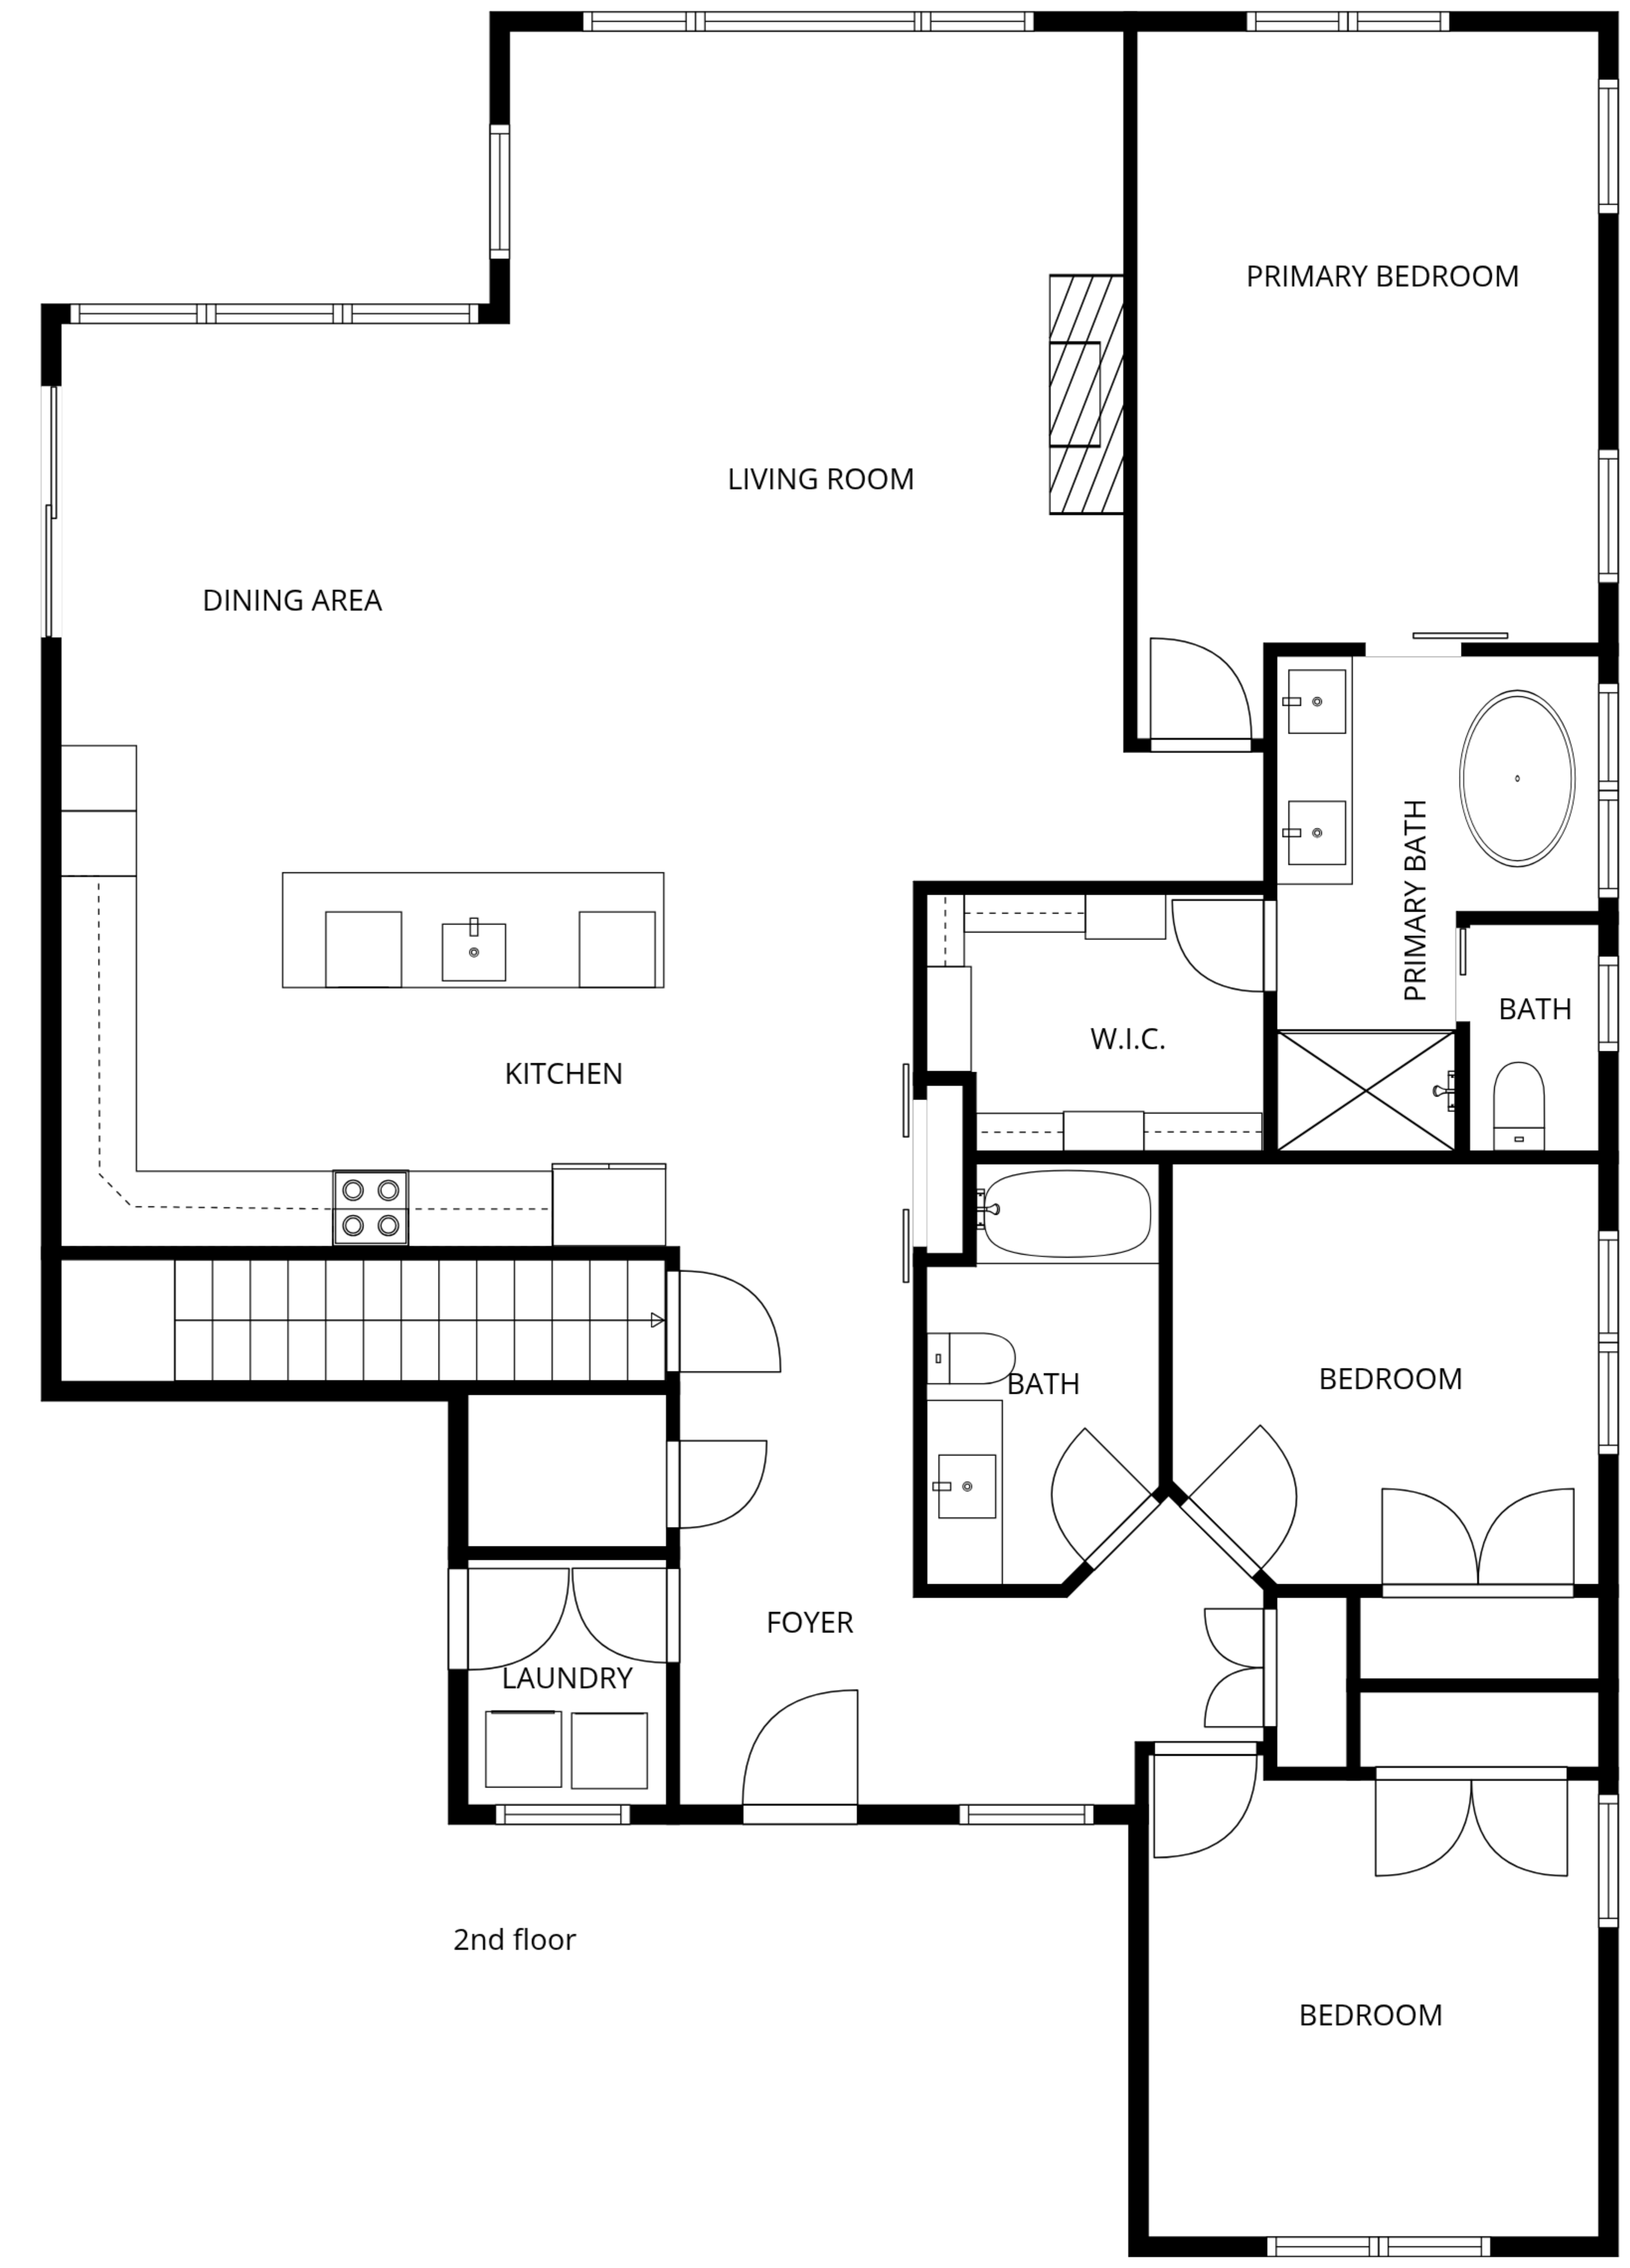 PRIMARY BEDROOM
LIVING ROOM
DINING AREA
PRIMARY BATH
BATH
W.I.C.
KITCHEN
BEDROOM
BATH
FOYER
LAUNDRY
2nd floor
BEDROOM